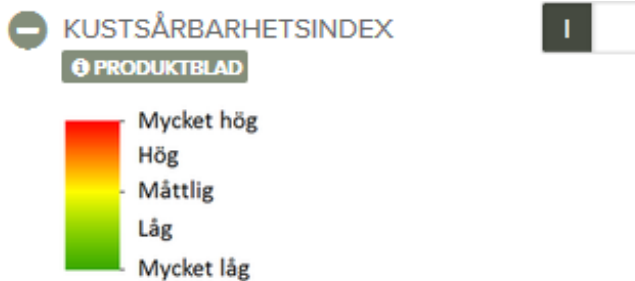 KUSTSÅRBARHETSINDEX
I
PRODUKTBLAD
Mycket hög
Hög
Måttlig
Låg
Mycket låg